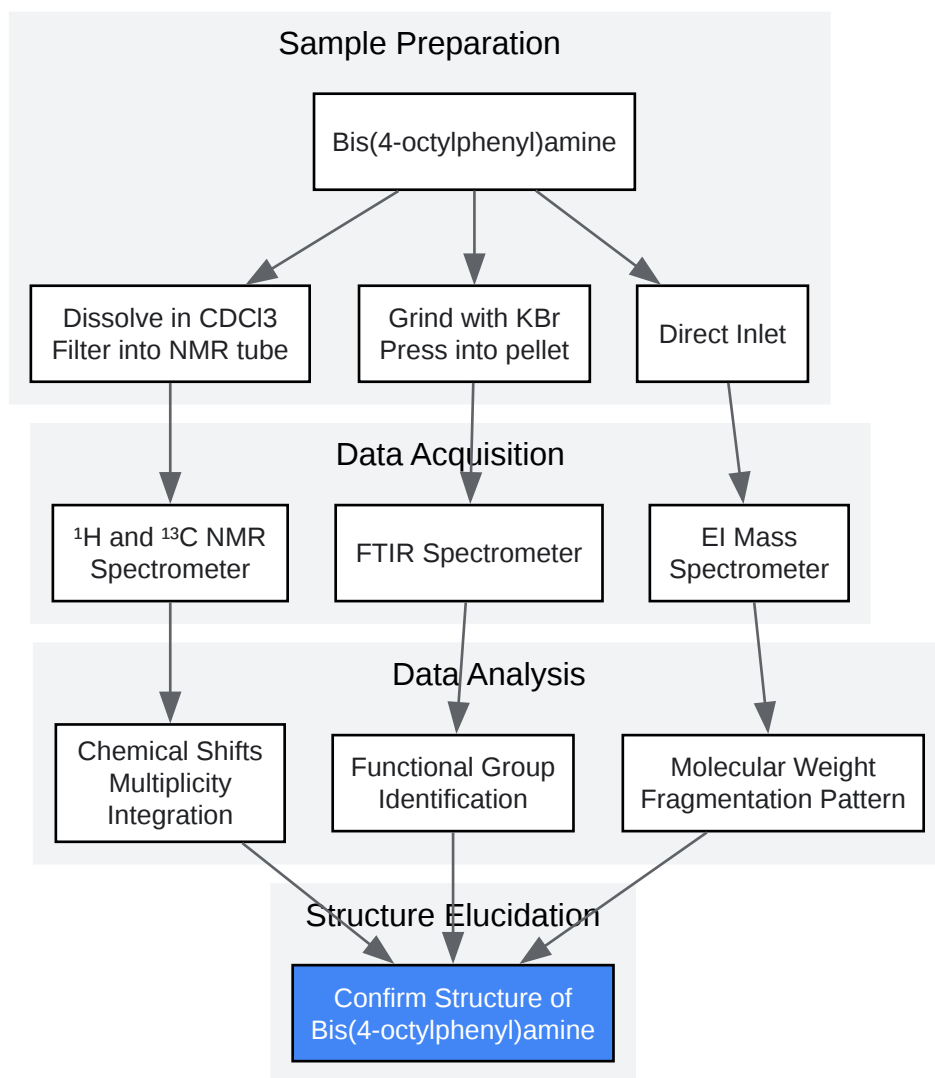 Sample Preparation
Bis(4-octylphenyl)amine
Dissolve in CDCl3
Filter into NMR tube
Grind with KBr
Press into pellet
Direct Inlet
Data Acquisition
¹H and ¹³C NMR
Spectrometer
FTIR Spectrometer
EI Mass
Spectrometer
Data Analysis
Chemical Shifts
Multiplicity
Integration
Functional Group
Identification
Molecular Weight
Fragmentation Pattern
Structure Elucidation
Confirm Structure of
Bis(4-octylphenyl)amine